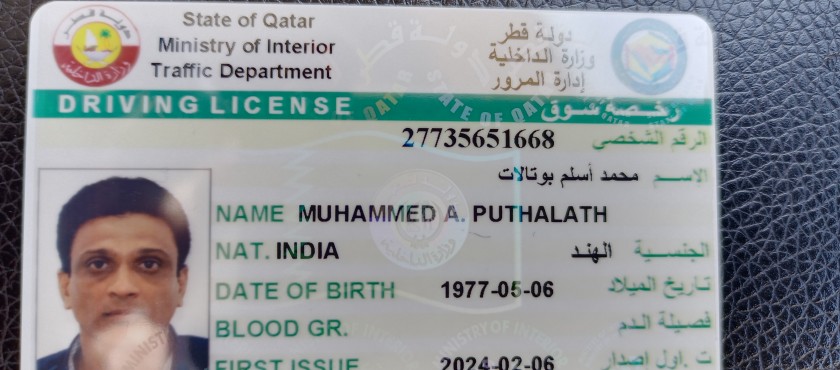 State of Qatar
Ministry of Interior
Traffic Department
دولة قطر
وزارة الداخلية
إدارة المرور
DRIVING LICENSE رخصة سوق
27735651668 الرقم الشخصي
الاسم محمد أسلم بوتالات
NAME MUHAMMED A. PUTHALATH
NAT. INDIA الجنسية الهند
DATE OF BIRTH 1977-05-06 تاريخ الميلاد
BLOOD GR. فصيلة الدم
FIRST ISSUE 2024-02-06 ت .اول إصدار